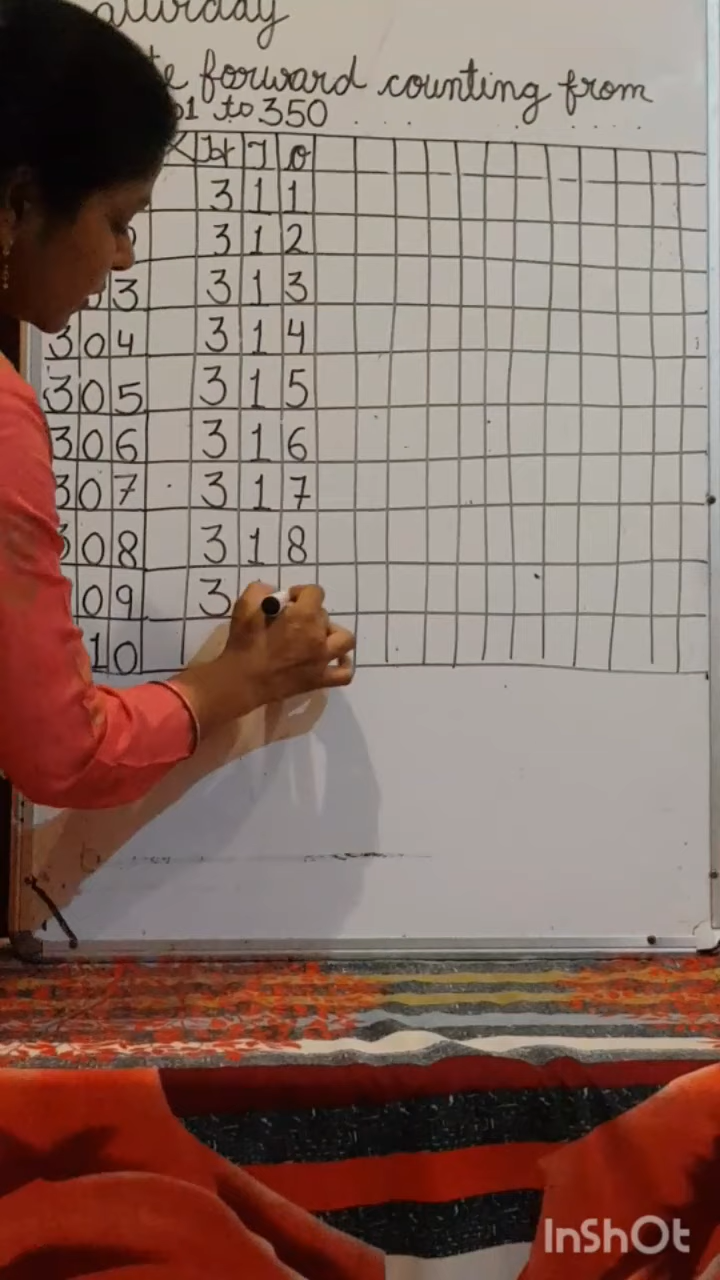 forward counting from
1 to 350
H T O
3 1 1
3 1 2
3 3 1 3
3 0 4 3 1 4
3 0 5 3 1 5
3 0 6 3 1 6
3 0 7 3 1 7
0 8 3 1 8
0 9 3
1 0
InShOt